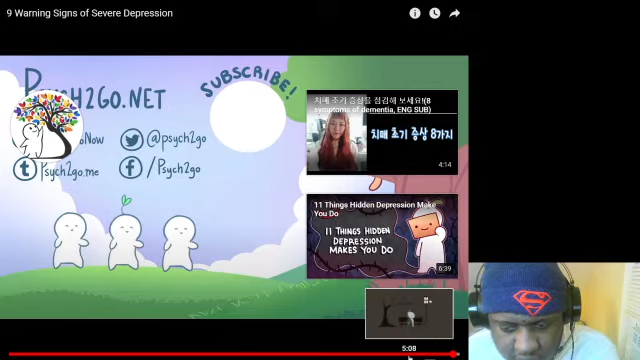 9 Warning Signs of Severe Depression
Psych2Go.net
SUBSCRIBE!
@psych2go
Psych2go.me
/Psych2go
치매 초기 증상을 점검해 보세요!(8
symptoms of dementia, ENG SUB)
치매 초기 증상 8가지
4:14
11 Things Hidden Depression Make
You Do
11 THINGS HIDDEN
DEPRESSION
MAKES YOU DO
6:39
5:08